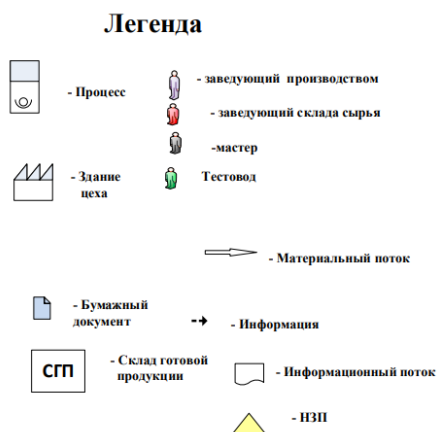 Легенда
- Процесс
- заведующий производством
- заведующий склада сырья
-мастер
- Здание
цеха
Тестовод
- Материальный поток
- Бумажный
документ
- Информация
СГП
- Склад готовой
продукции
- Информационный поток
- НЗП